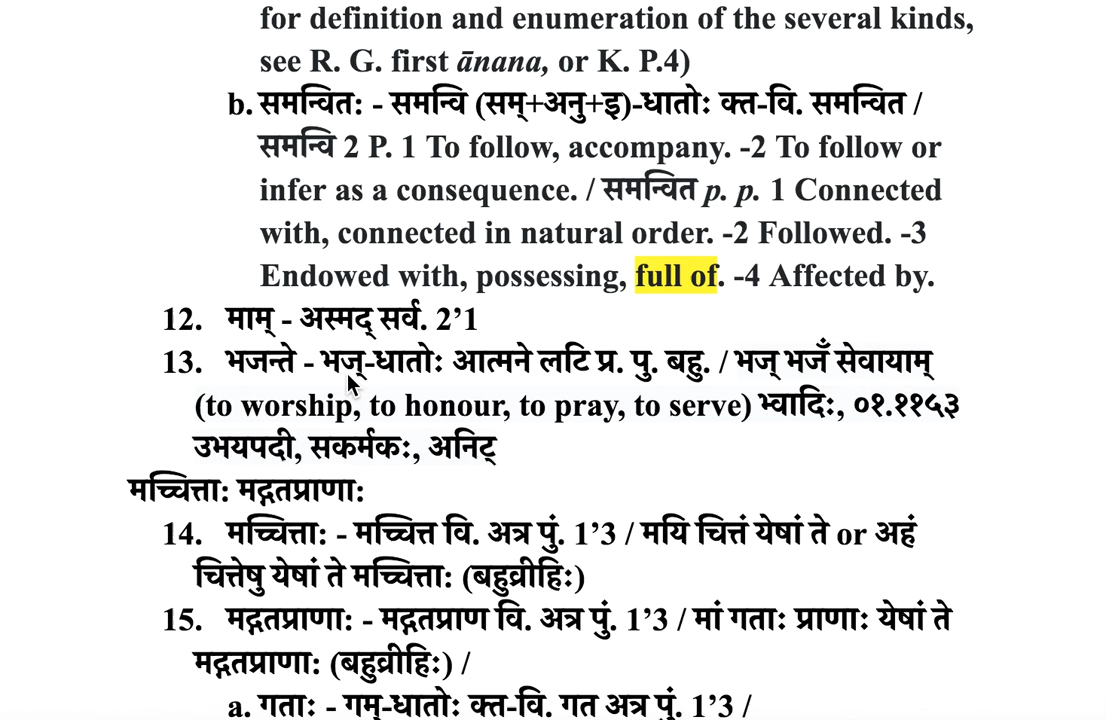 for definition and enumeration of the several kinds,
see R. G. first ānana, or K. P.4)
b. समन्वित: - समन्वि (सम्+अनु+इ)-धातोः क्त-वि. समन्वित /
समन्वि 2 P. 1 To follow, accompany. -2 To follow or
infer as a consequence. / समन्वित p. p. 1 Connected
with, connected in natural order. -2 Followed. -3
Endowed with, possessing, full of. -4 Affected by.
12. माम् - अस्मद् सर्व. 2’1
13. भजन्ते - भज्-धातोः आत्मने लटि प्र. पु. बहु. / भज् भजँ सेवायाम्
(to worship, to honour, to pray, to serve) भ्वादिः, ०१.११५३
उभयपदी, सकर्मकः, अनिट्
मच्चित्ता: मद्गतप्राणा:
14. मच्चित्ता: - मच्चित्त वि. अत्र पुं. 1’3 / मयि चित्तं येषां ते or अहं
चित्तेषु येषां ते मच्चित्ता: (बहुव्रीहिः)
15. मद्गतप्राणा: - मद्गतप्राण वि. अत्र पुं. 1’3 / मां गताः प्राणाः येषां ते
मद्गतप्राणा: (बहुव्रीहिः) /
a. गताः - गम्-धातोः क्त-वि. गत अत्र पुं. 1’3 /